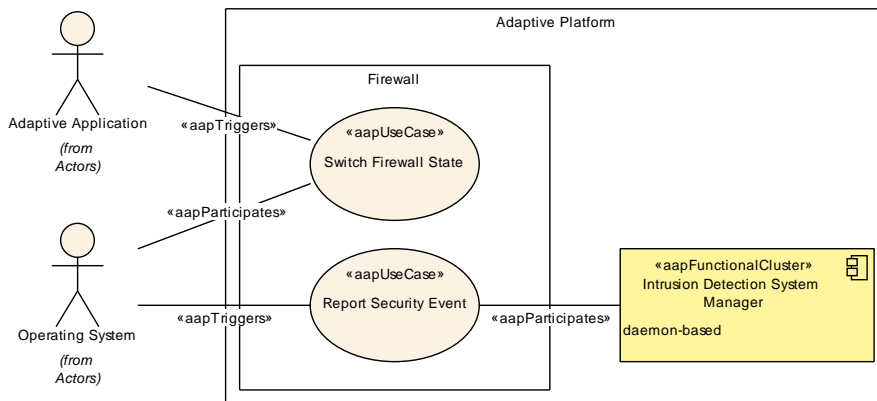 Adaptive Platform
Firewall
Adaptive Application
(from
Actors)
«aapTriggers»
«aapUseCase»
Switch Firewall State
«aapParticipates»
Operating System
(from
Actors)
«aapTriggers»
«aapUseCase»
Report Security Event
«aapParticipates»
«aapFunctionalCluster»
Intrusion Detection System
Manager
daemon-based